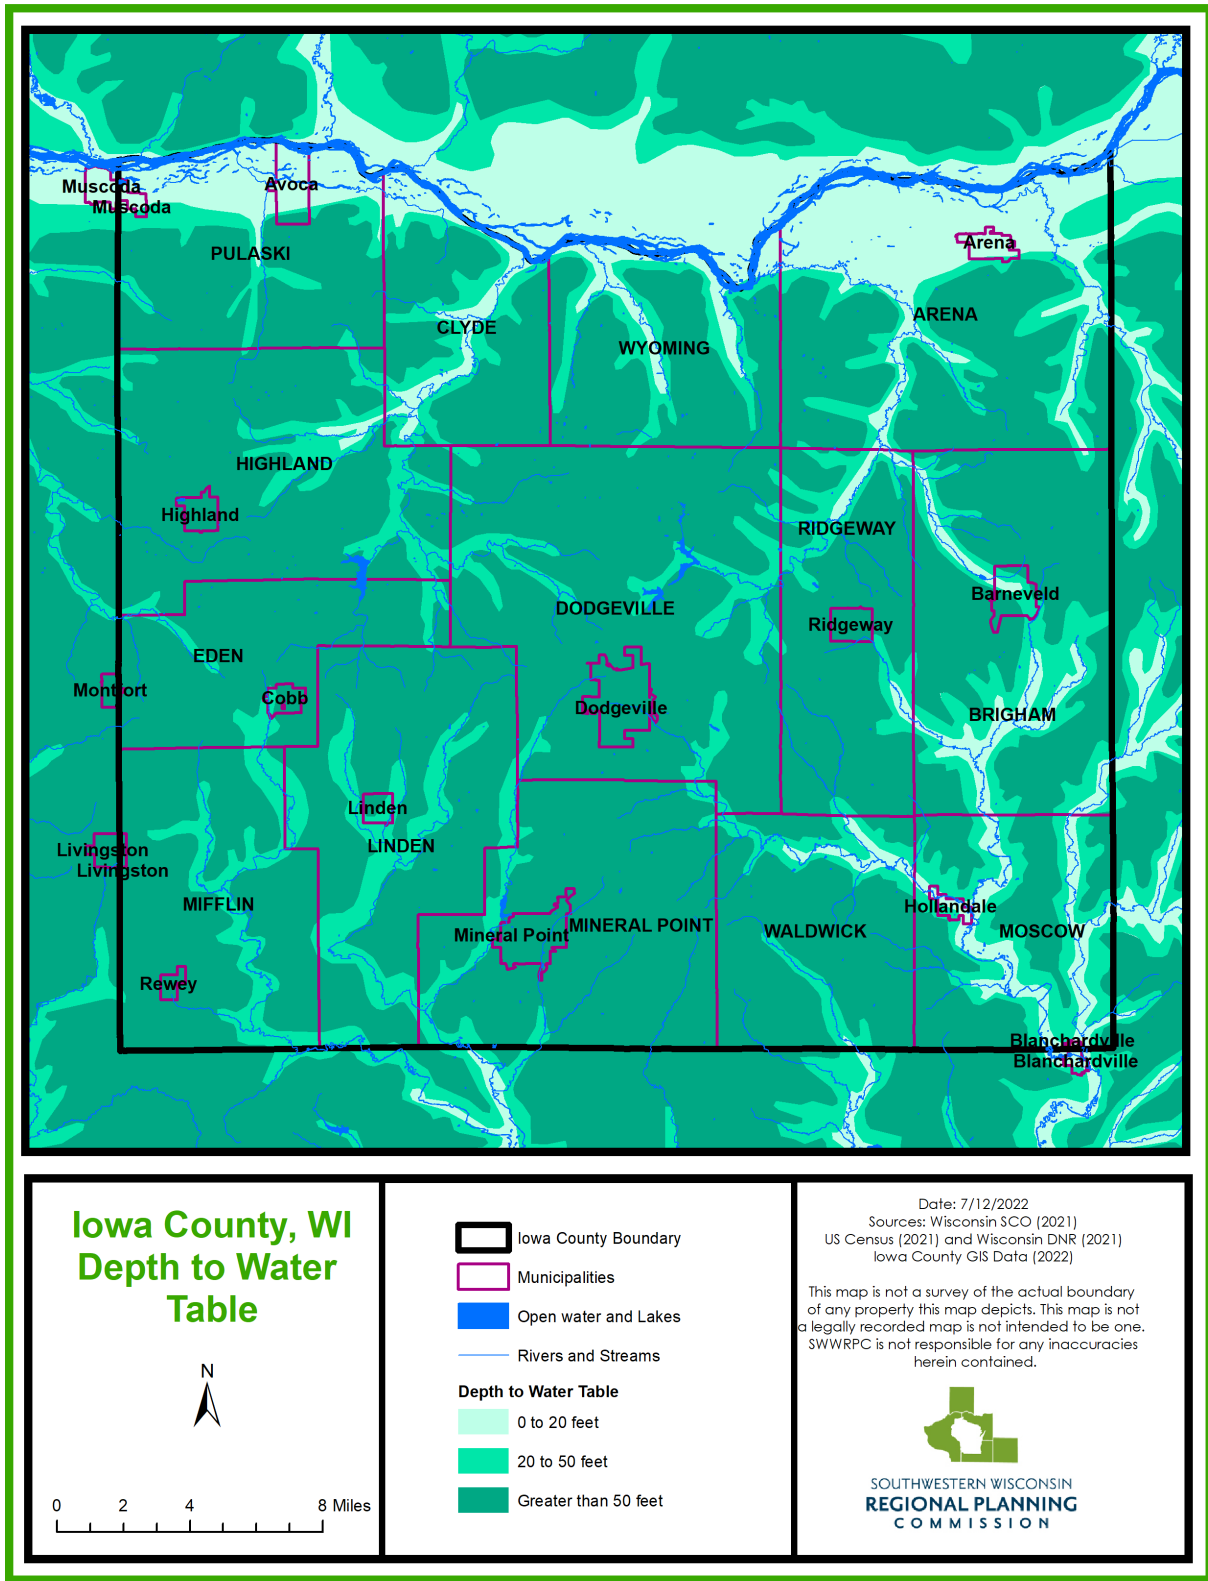 Muscoda
Muscoda
Avoca
PULASKI
Arena
ARENA
CLYDE
WYOMING
HIGHLAND
Highland
RIDGEWAY
Barneveld
DODGEVILLE
Ridgeway
EDEN
Montfort
Cobb
Dodgeville
BRIGHAM
Linden
LINDEN
Livingston
Livingston
MIFFLIN
Hollandale
Mineral Point
MINERAL POINT
WALDWICK
MOSCOW
Rewey
Blanchardville
Blanchardville
Iowa County, WI
Depth to Water
Table
N
0 2 4 8 Miles
Iowa County Boundary
Municipalities
Open water and Lakes
Rivers and Streams
Depth to Water Table
0 to 20 feet
20 to 50 feet
Greater than 50 feet
Date: 7/12/2022
Sources: Wisconsin SCO (2021)
US Census (2021) and Wisconsin DNR (2021)
Iowa County GIS Data (2022)
This map is not a survey of the actual boundary
of any property this map depicts. This map is not
a legally recorded map is not intended to be one.
SWWRPC is not responsible for any inaccuracies
herein contained.
SOUTHWESTERN WISCONSIN
REGIONAL PLANNING
COMMISSION